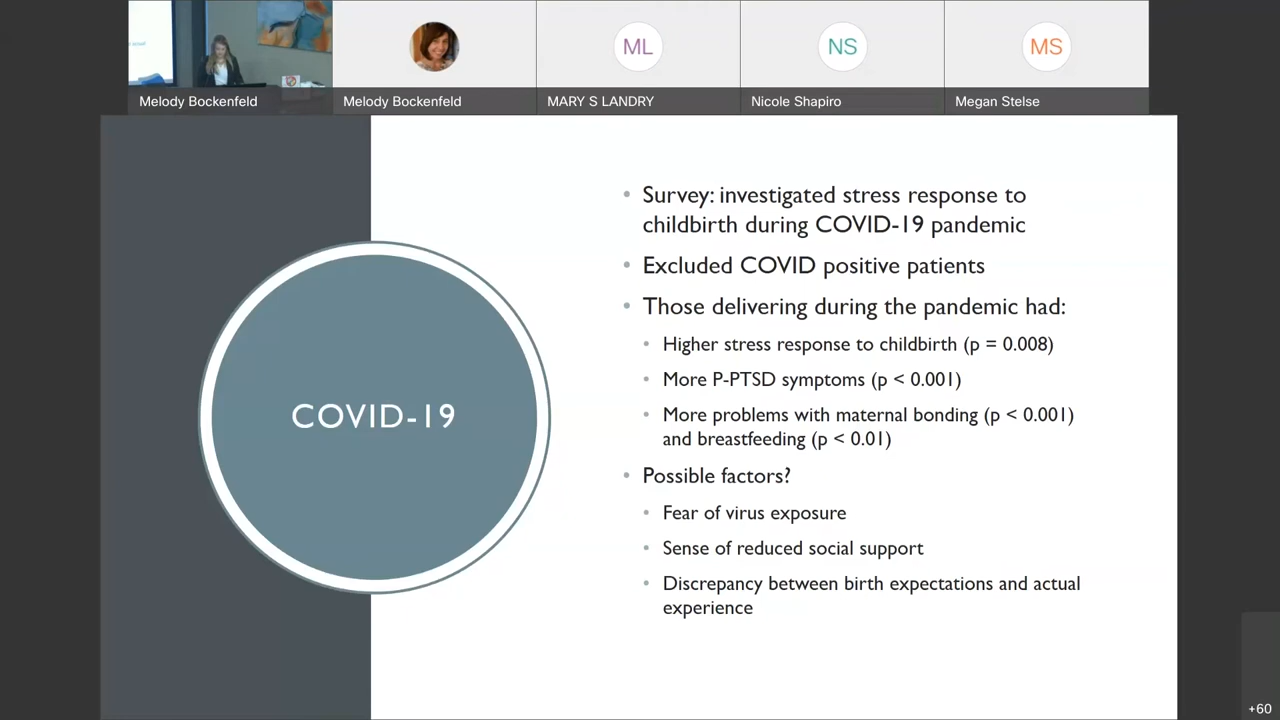 Melody Bockenfeld
Melody Bockenfeld
ML
MARY S LANDRY
NS
Nicole Shapiro
MS
Megan Stelse
COVID-19
• Survey: investigated stress response to
childbirth during COVID-19 pandemic
• Excluded COVID positive patients
• Those delivering during the pandemic had:
• Higher stress response to childbirth (p = 0.008)
• More P-PTSD symptoms (p < 0.001)
• More problems with maternal bonding (p < 0.001)
and breastfeeding (p < 0.01)
• Possible factors?
• Fear of virus exposure
• Sense of reduced social support
• Discrepancy between birth expectations and actual
experience
+60